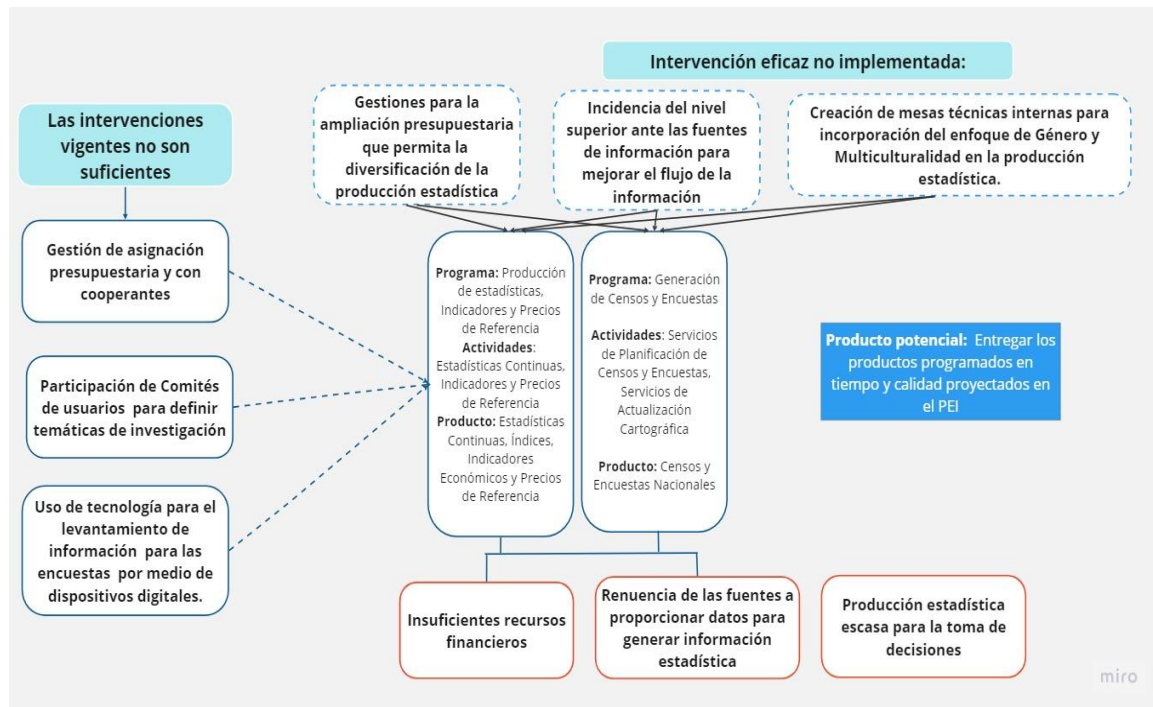 Intervención eficaz no implementada:
Las intervenciones
vigentes no son
suficientes
Gestiones para la
ampliación presupuestaria
que permita la
diversificación de la
producción estadística
Incidencia del nivel
superior ante las fuentes
de información para
mejorar el flujo de la
información
Creación de mesas técnicas internas para
incorporación del enfoque de Género y
Multiculturalidad en la producción
estadística.
Gestión de asignación
presupuestaria y con
cooperantes
Participación de Comités
de usuarios para definir
temáticas de investigación
Uso de tecnología para el
levantamiento de
información para las
encuestas por medio de
dispositivos digitales.
Programa: Producción
de estadísticas,
Indicadores y Precios
de Referencia
Actividades:
Estadísticas Continuas,
Indicadores y Precios
de Referencia
Producto: Estadísticas
Continuas, Índices,
Indicadores
Económicos y Precios
de Referencia
Programa: Generación
de Censos y Encuestas
Actividades: Servicios
de Planificación de
Censos y Encuestas,
Servicios de
Actualización
Cartográfica
Producto: Censos y
Encuestas Nacionales
Producto potencial: Entregar los
productos programados en
tiempo y calidad proyectados en
el PEI
Insuficientes recursos
financieros
Renuencia de las fuentes a
proporcionar datos para
generar información
estadística
Producción estadística
escasa para la toma de
decisiones
miro